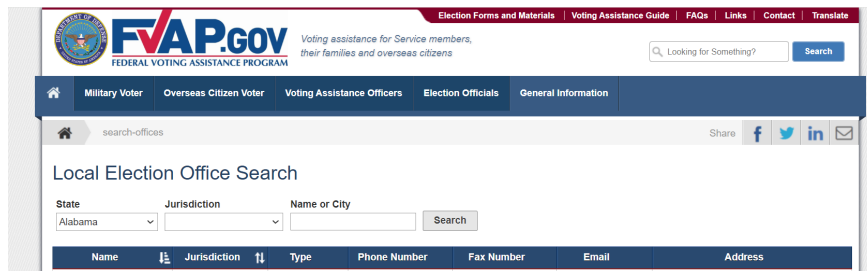 Election Forms and Materials | Voting Assistance Guide | FAQs | Links | Contact | Translate
FVAP.GOV
FEDERAL VOTING ASSISTANCE PROGRAM
Voting assistance for Service members,
their families and overseas citizens
Looking for Something?
Search
Military Voter
Overseas Citizen Voter
Voting Assistance Officers
Election Officials
General Information
search-offices
Share
Local Election Office Search
State
Jurisdiction
Name or City
Alabama
Search
Name
Jurisdiction
Type
Phone Number
Fax Number
Email
Address